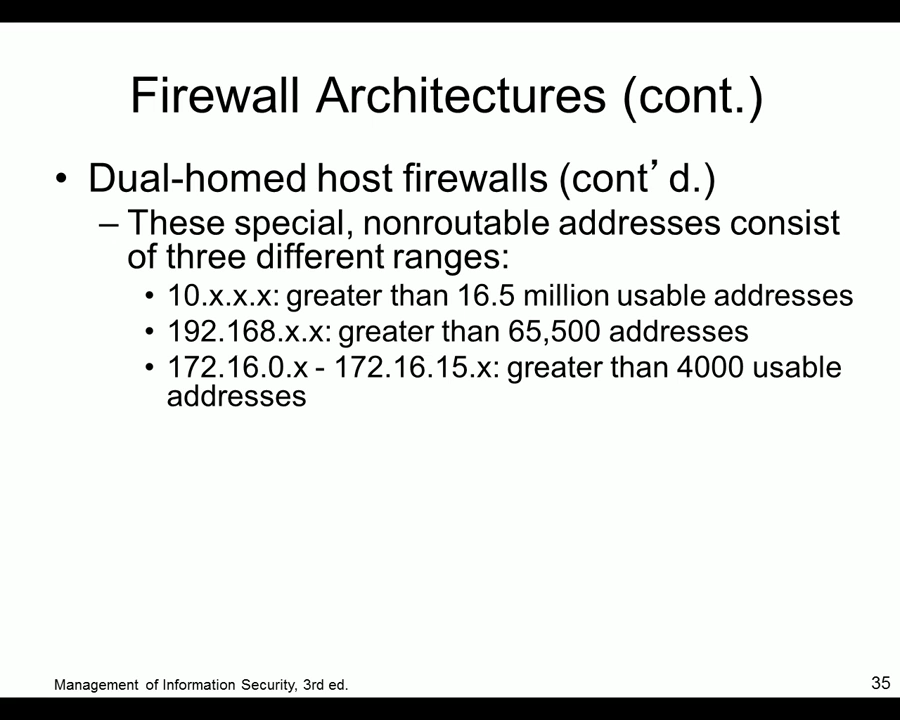 Firewall Architectures (cont.)
• Dual-homed host firewalls (cont’d.)
– These special, nonroutable addresses consist
of three different ranges:
• 10.x.x.x: greater than 16.5 million usable addresses
• 192.168.x.x: greater than 65,500 addresses
• 172.16.0.x - 172.16.15.x: greater than 4000 usable
addresses
Management of Information Security, 3rd ed.
35